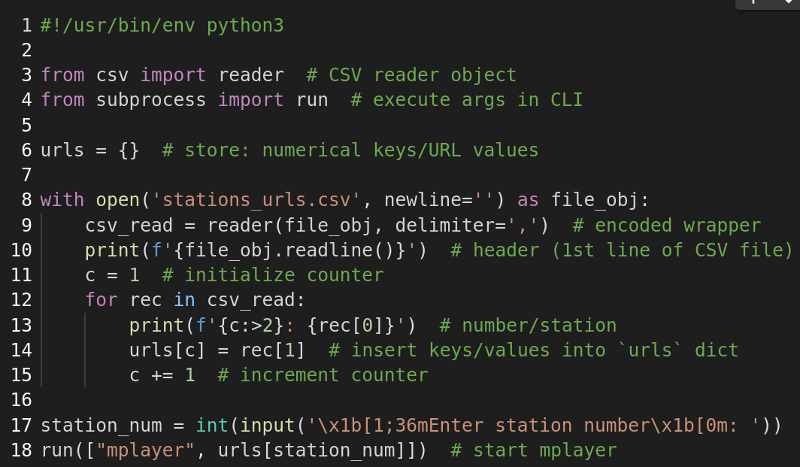 1 #!/usr/bin/env python3
2
3 from csv import reader  # CSV reader object
4 from subprocess import run  # execute args in CLI
5
6 urls = {}  # store: numerical keys/URL values
7
8 with open('stations_urls.csv', newline='') as file_obj:
9     csv_read = reader(file_obj, delimiter=',')  # encoded wrapper
10     print(f'{file_obj.readline()}')  # header (1st line of CSV file)
11     c = 1  # initialize counter
12     for rec in csv_read:
13         print(f'{c:>2}: {rec[0]}')  # number/station
14         urls[c] = rec[1]  # insert keys/values into `urls` dict
15         c += 1  # increment counter
16
17 station_num = int(input('\x1b[1;36mEnter station number\x1b[0m: '))
18 run(["mplayer", urls[station_num]])  # start mplayer